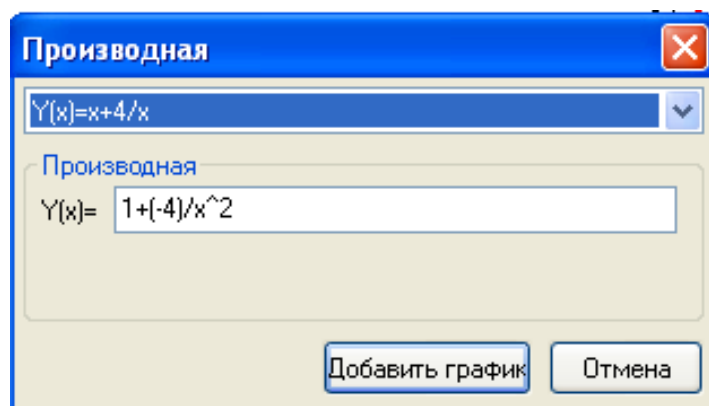 Производная
Y(x)=x+4/x
Производная
Y(x)= 1+(-4)/x^2
Добавить график Отмена